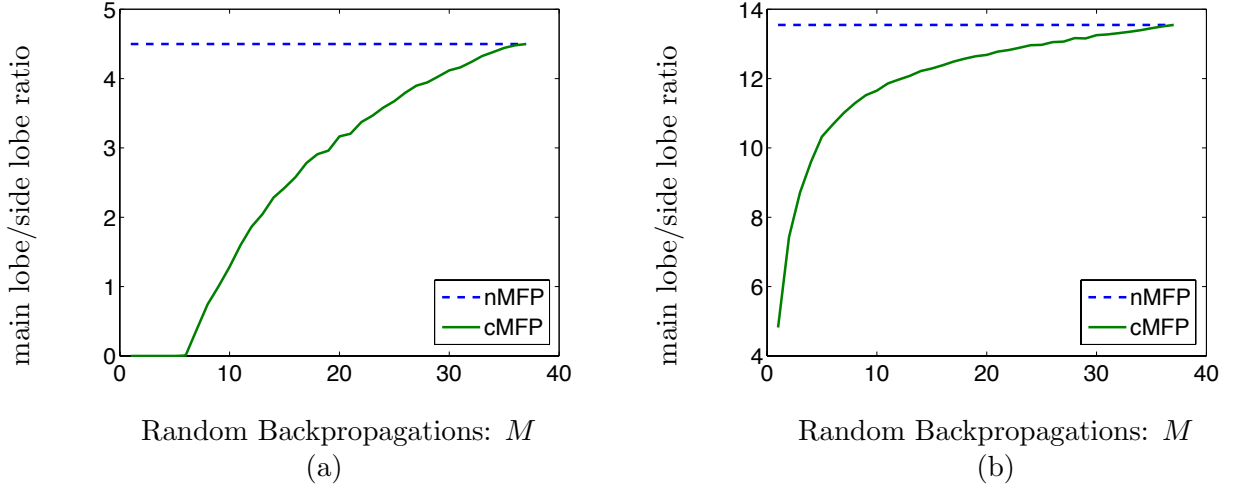 main lobe/side lobe ratio
5
4
3
2
1
0
0 10 20 30 40
nMFP
cMFP
Random Backpropagations: M
(a)
main lobe/side lobe ratio
14
12
10
8
6
4
0 10 20 30 40
nMFP
cMFP
Random Backpropagations: M
(b)